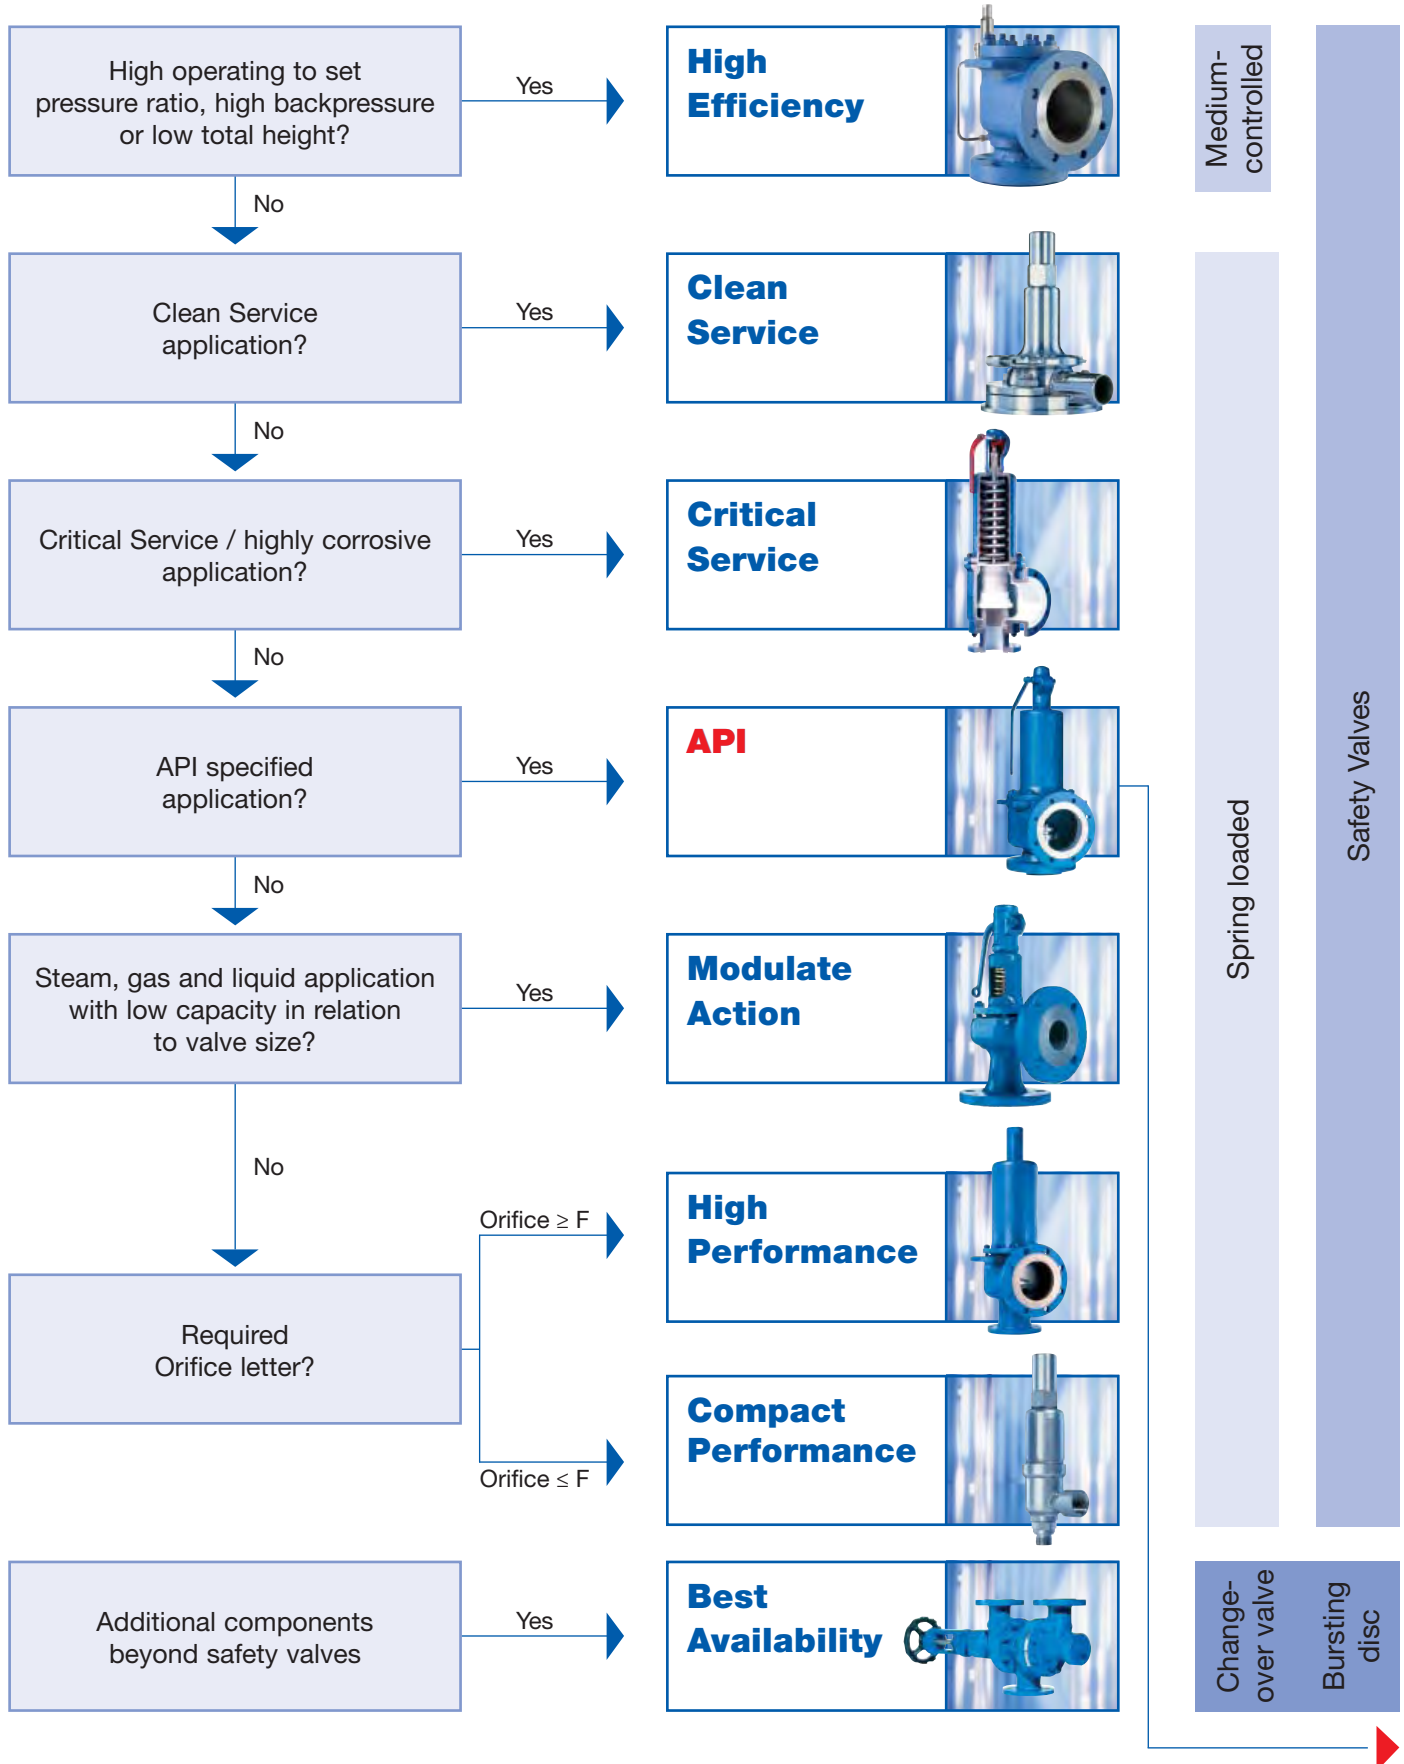 High operating to set
pressure ratio, high backpressure
or low total height?
Yes
High
Efficiency
Medium-
controlled
No
Clean Service
application?
Yes
Clean
Service
No
Critical Service / highly corrosive
application?
Yes
Critical
Service
No
API specified
application?
Yes
API
Spring loaded
Safety Valves
No
Steam, gas and liquid application
with low capacity in relation
to valve size?
Yes
Modulate
Action
No
Required
Orifice letter?
Orifice ≥ F
High
Performance
Orifice ≤ F
Compact
Performance
Additional components
beyond safety valves
Yes
Best
Availability
Change-
over valve
Bursting
disc